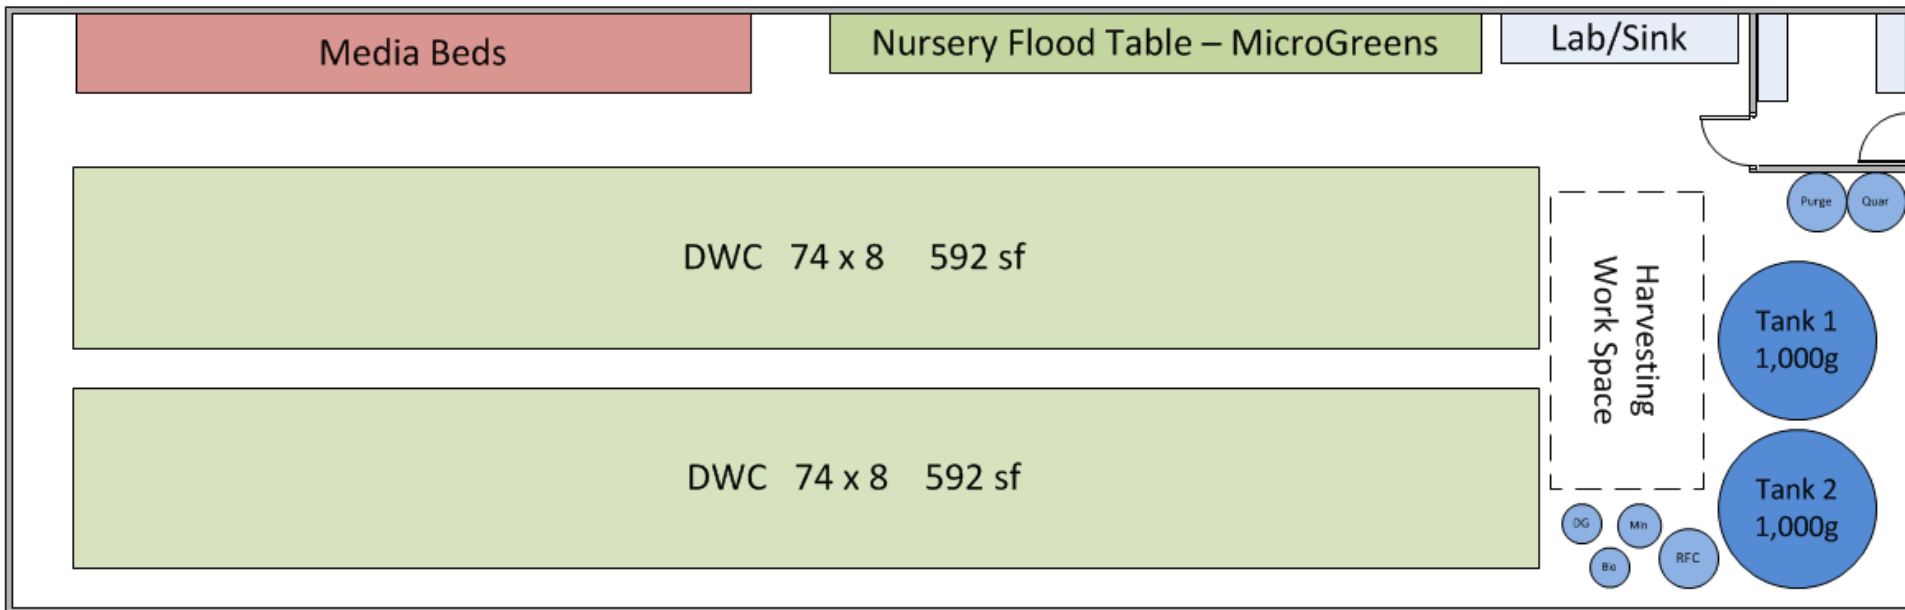 Media Beds
Nursery Flood Table – MicroGreens
Lab/Sink
Purge
Quar
DWC 74 x 8 592 sf
Harvesting
Work Space
Tank 1
1,000g
DWC 74 x 8 592 sf
Tank 2
1,000g
DG
Min
Bio
RFC